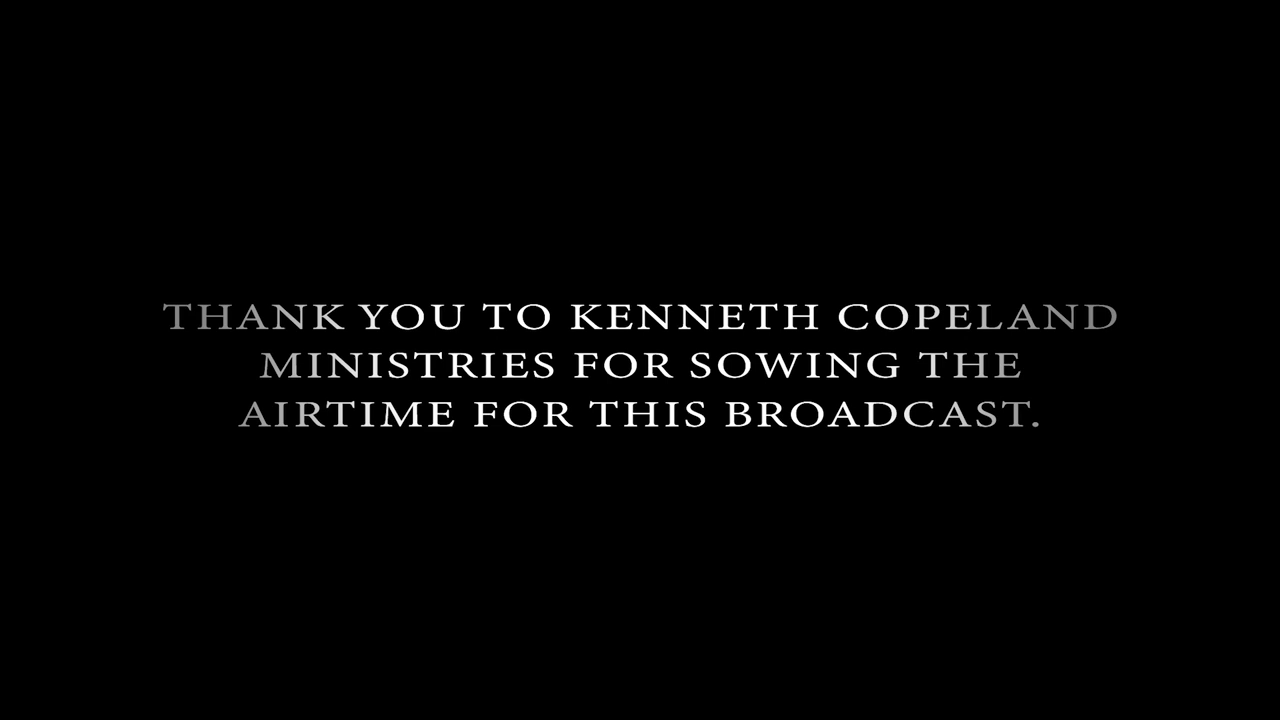 THANK YOU TO KENNETH COPELAND
MINISTRIES FOR SOWING THE
AIRTIME FOR THIS BROADCAST.